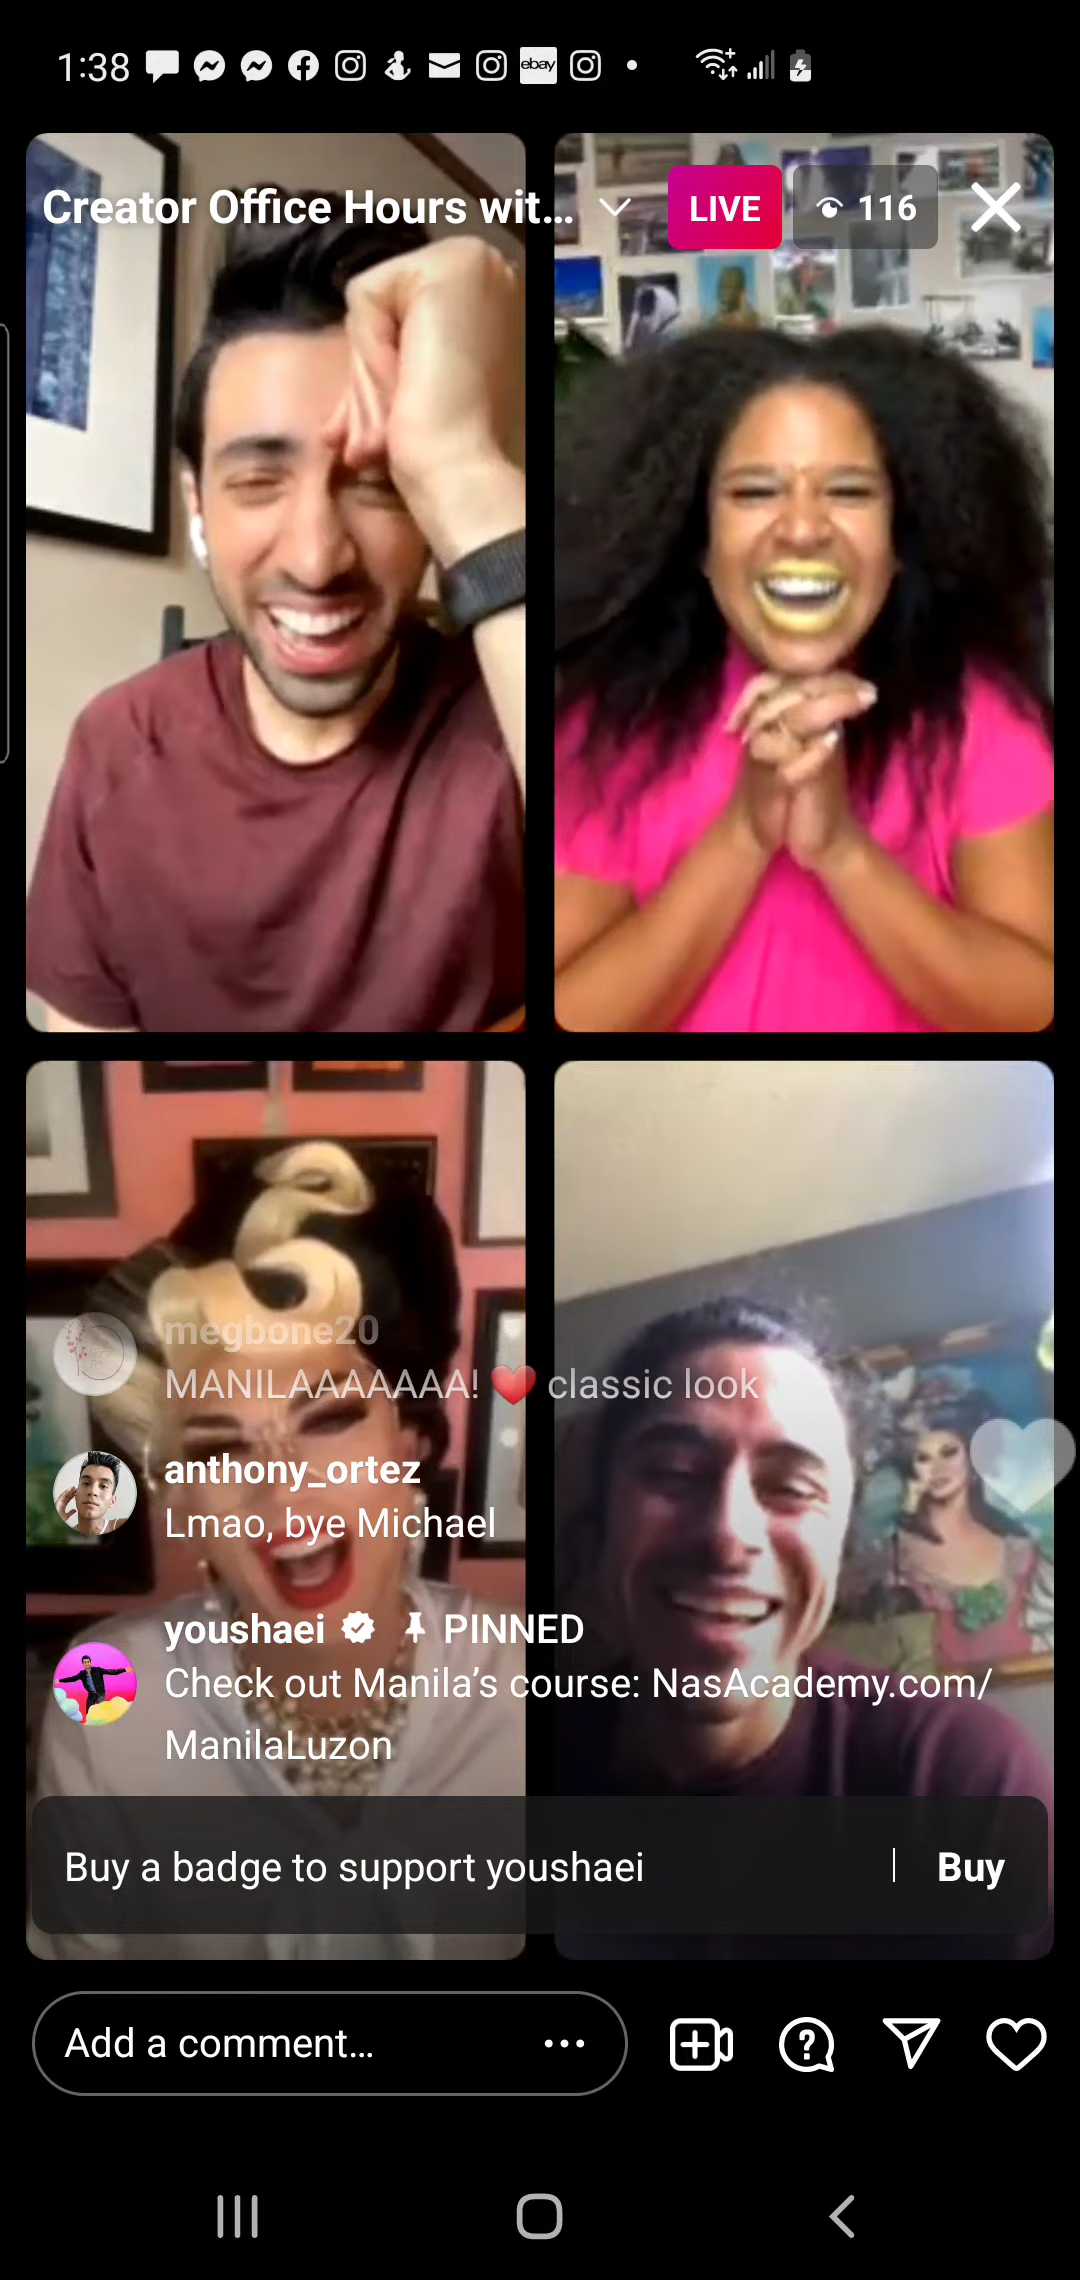 1:38
ebay
Creator Office Hours wit...
LIVE
116
megbone20
MANILAAAAAAA! ❤️ classic look
anthony_ortez
Lmao, bye Michael
youshaei PINNED
Check out Manila’s course: NasAcademy.com/
ManilaLuzon
Buy a badge to support youshaei | Buy
Add a comment...